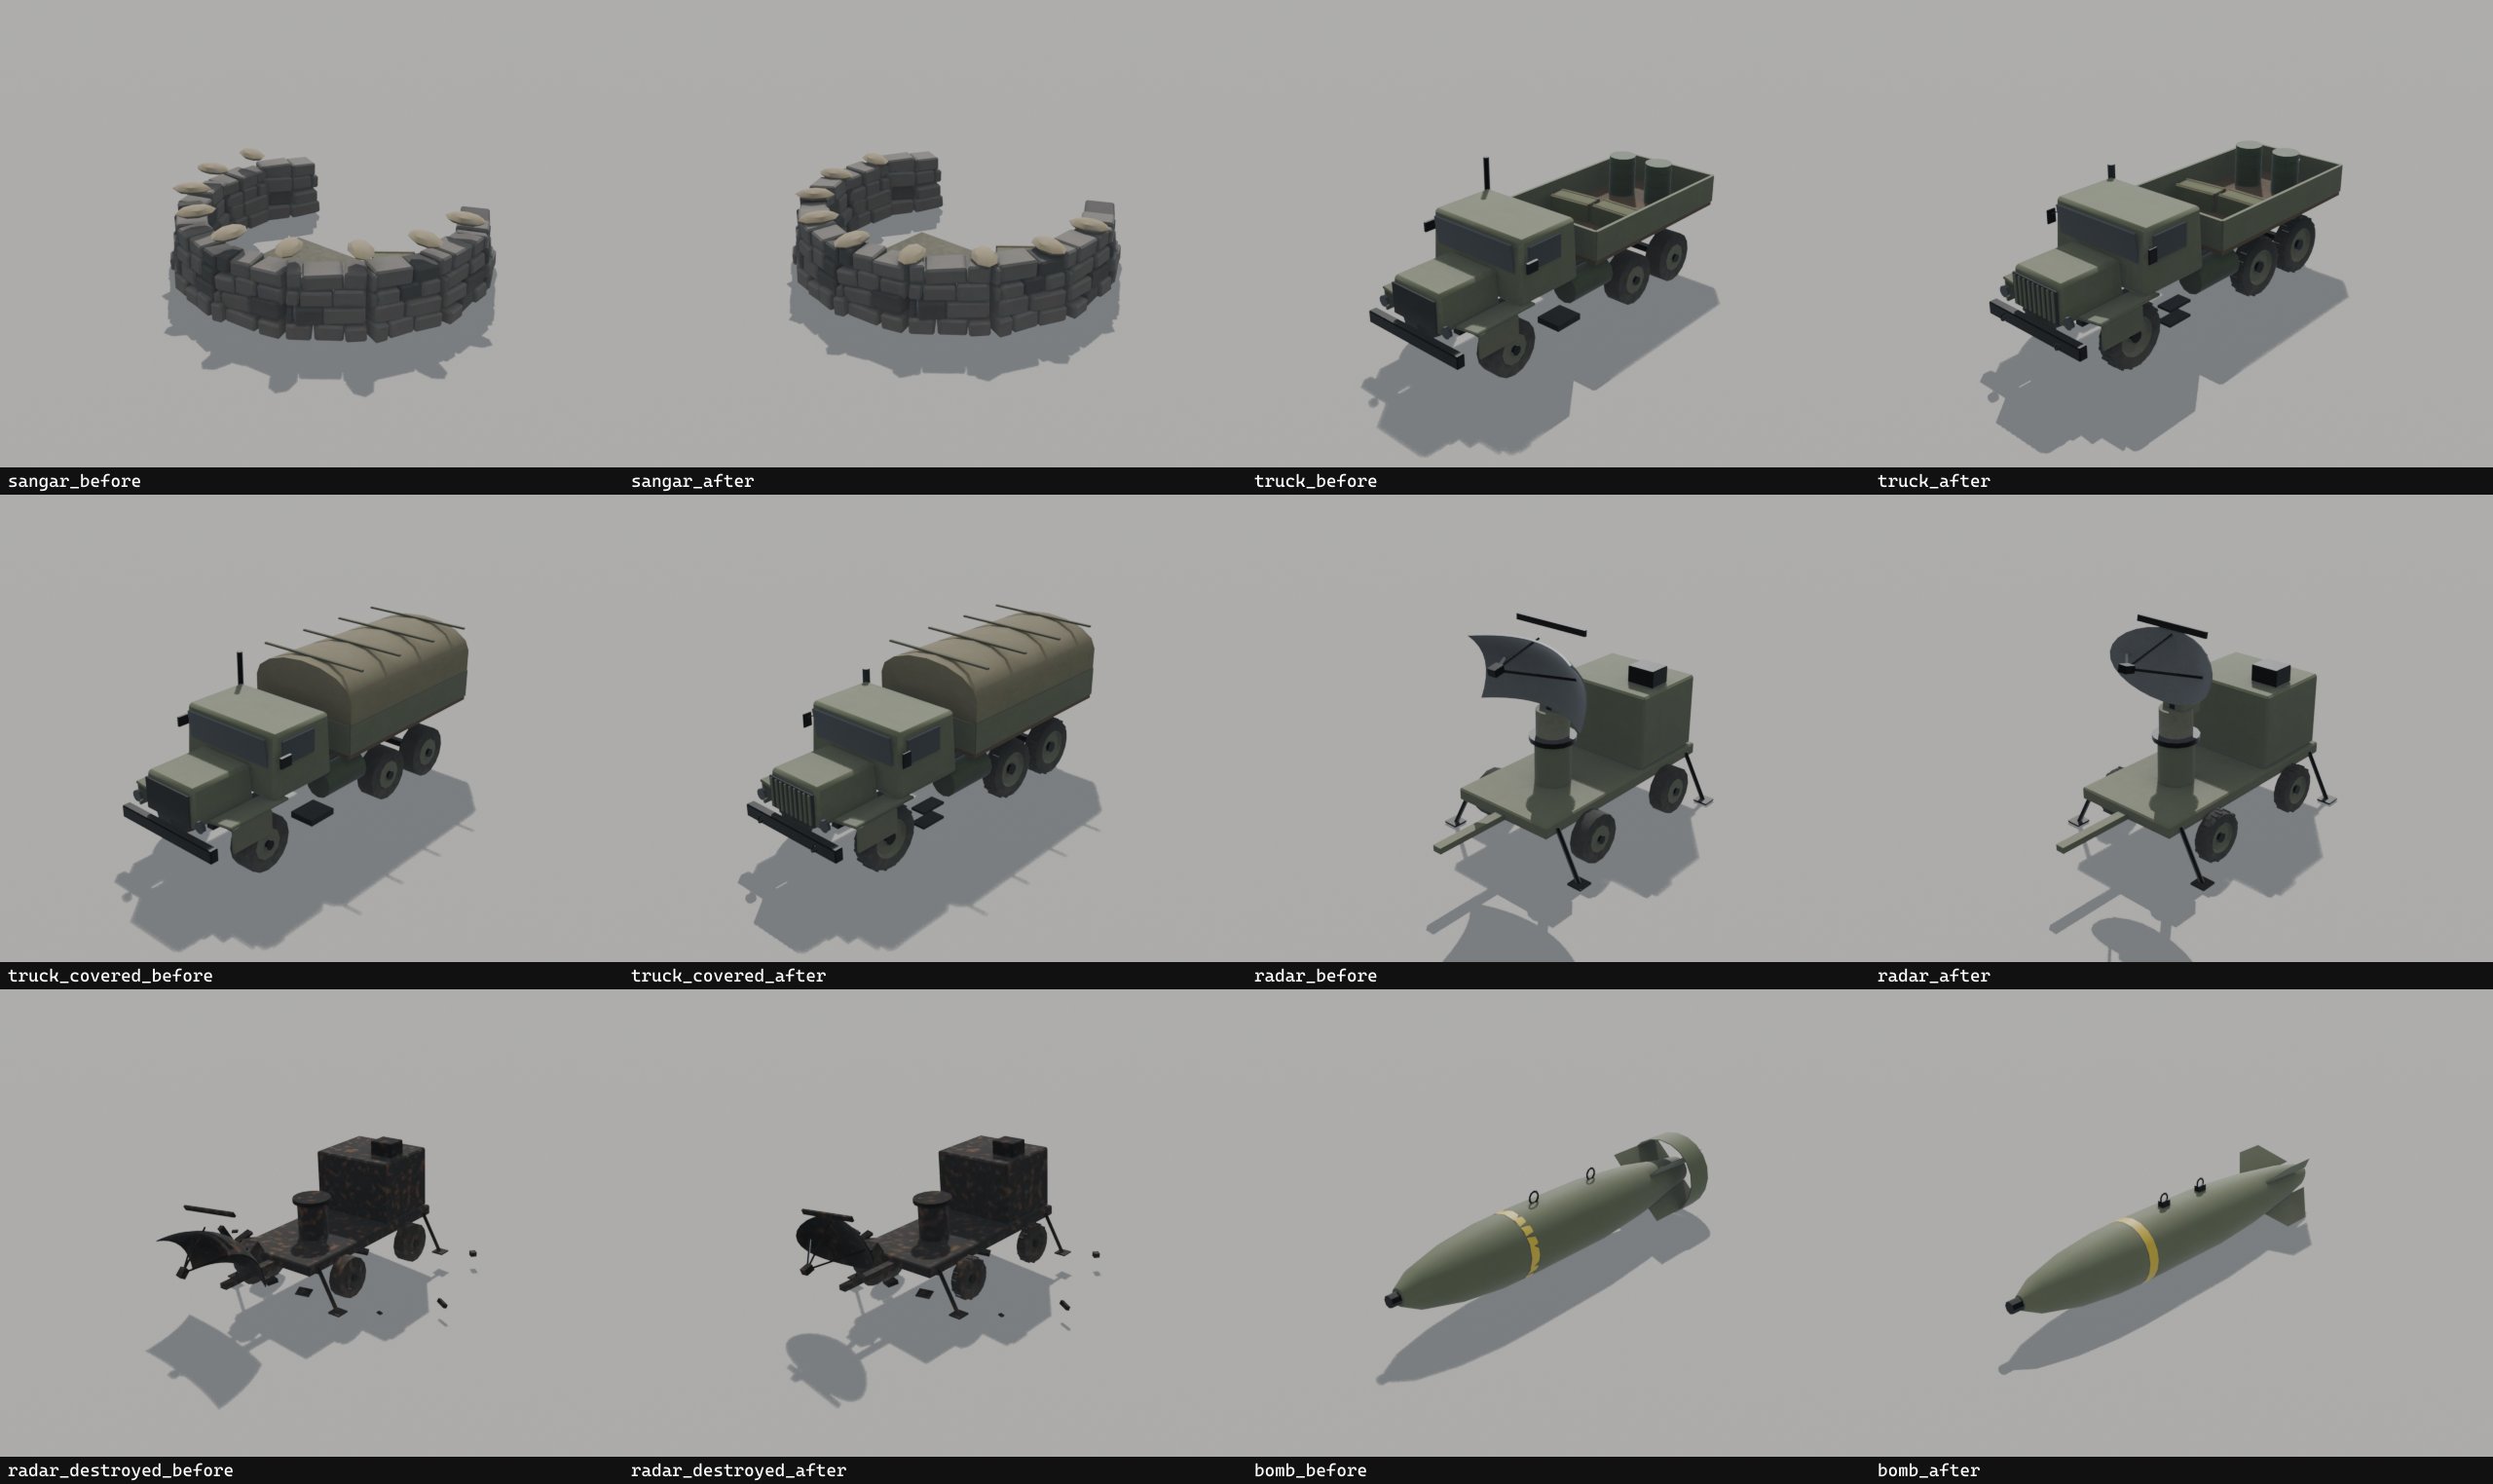 sangar_before
sangar_after
truck_before
truck_after
truck_covered_before
truck_covered_after
radar_before
radar_after
radar_destroyed_before
radar_destroyed_after
bomb_before
bomb_after